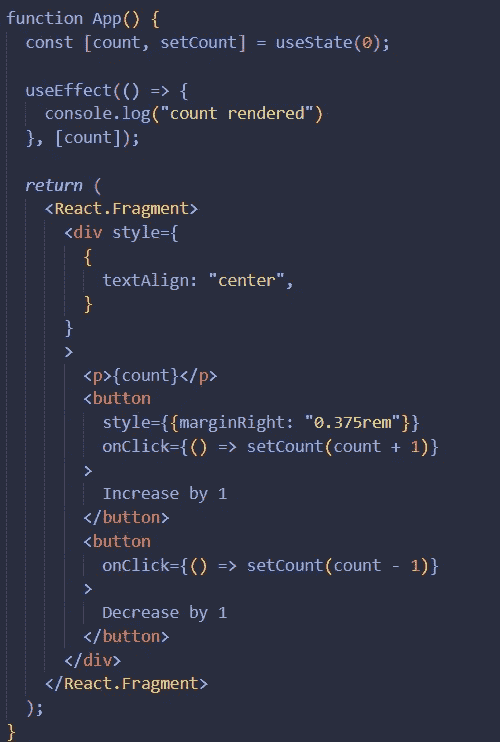 function App() {
  const [count, setCount] = useState(0);

  useEffect(() => {
    console.log("count rendered")
  }, [count]);

  return (
    <React.Fragment>
      <div style={
        {
          textAlign: "center",
        }
      }
      >
        <p>{count}</p>
        <button
          style={{marginRight: "0.375rem"}}
          onClick={() => setCount(count + 1)}
        >
          Increase by 1
        </button>
        <button
          onClick={() => setCount(count - 1)}
        >
          Decrease by 1
        </button>
      </div>
    </React.Fragment>
  );
}